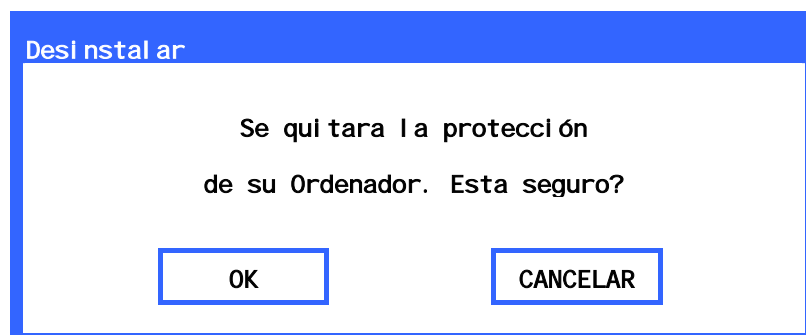 Desinstalar
Se quitara la protección
de su Ordenador. Esta seguro?
OK
CANCELAR